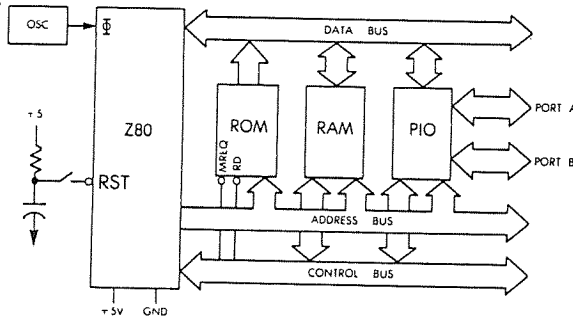 OSC
Φ
DATA BUS
+5
Z80
ROM
RAM
PIO
PORT A
PORT B
MREQ
RD
RST
ADDRESS BUS
CONTROL BUS
+5V
GND